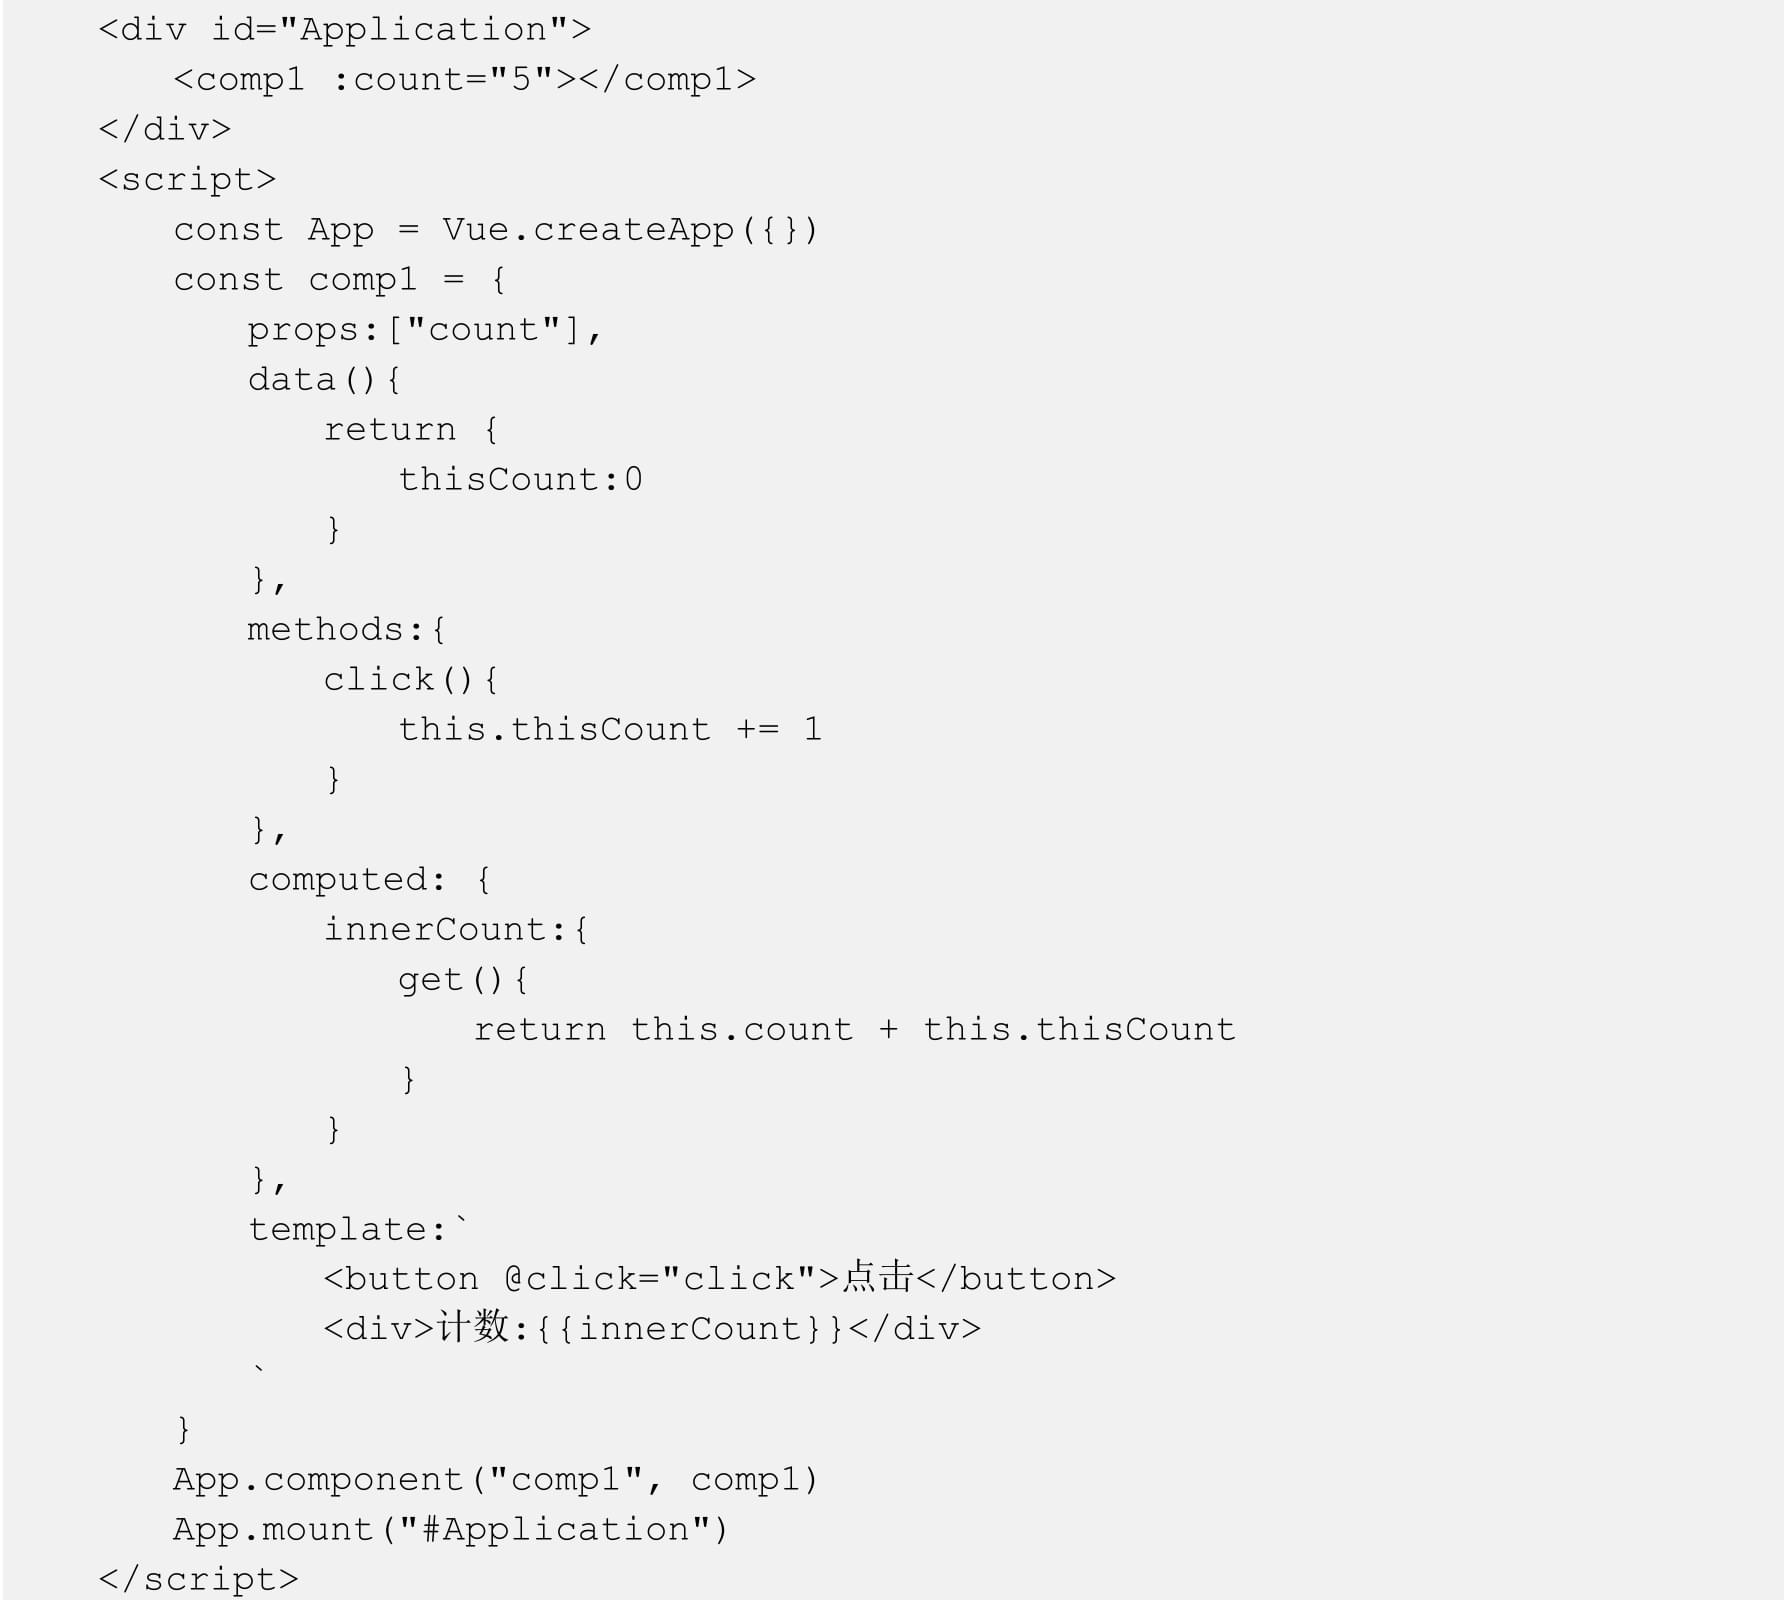 <div id="Application">
    <comp1 :count="5"></comp1>
</div>
<script>
    const App = Vue.createApp({})
    const comp1 = {
        props:["count"],
        data(){
            return {
                thisCount:0
            }
        },
        methods:{
            click(){
                this.thisCount += 1
            }
        },
        computed: {
            innerCount:{
                get(){
                    return this.count + this.thisCount
                }
            }
        },
        template:`
            <button @click="click">点击</button>
            <div>计数:{{innerCount}}</div>
        `
    }
    App.component("comp1", comp1)
    App.mount("#Application")
</script>